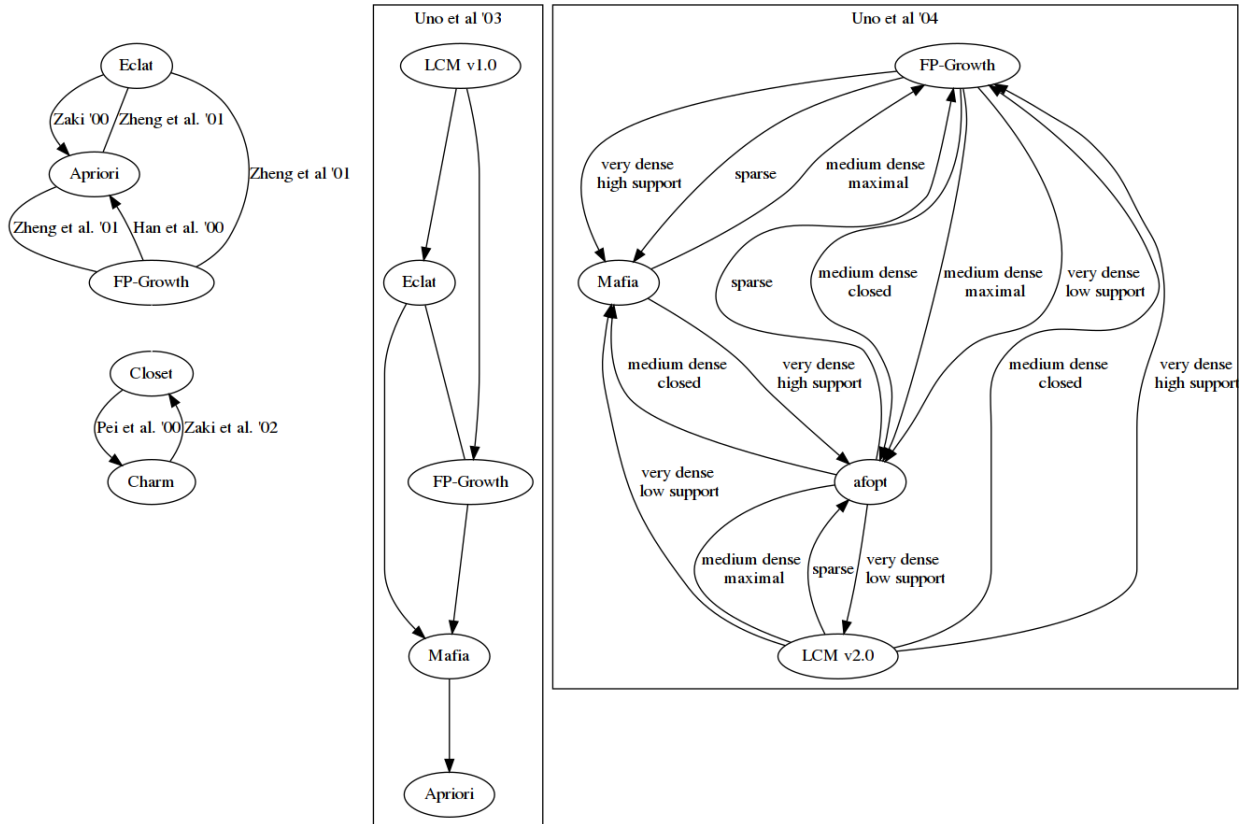 Eclat
Zaki '00
Zheng et al. '01
Apriori
Zheng et al '01
Zheng et al. '01
Han et al. '00
FP-Growth
Closet
Pei et al. '00
Zaki et al. '02
Charm
Uno et al '03
LCM v1.0
Eclat
FP-Growth
Mafia
Apriori
Uno et al '04
FP-Growth
very dense
high support
sparse
medium dense
maximal
Mafia
sparse
medium dense
closed
medium dense
maximal
very dense
low support
medium dense
closed
very dense
high support
medium dense
closed
very dense
high support
very dense
low support
afopt
medium dense
maximal
sparse
very dense
low support
LCM v2.0